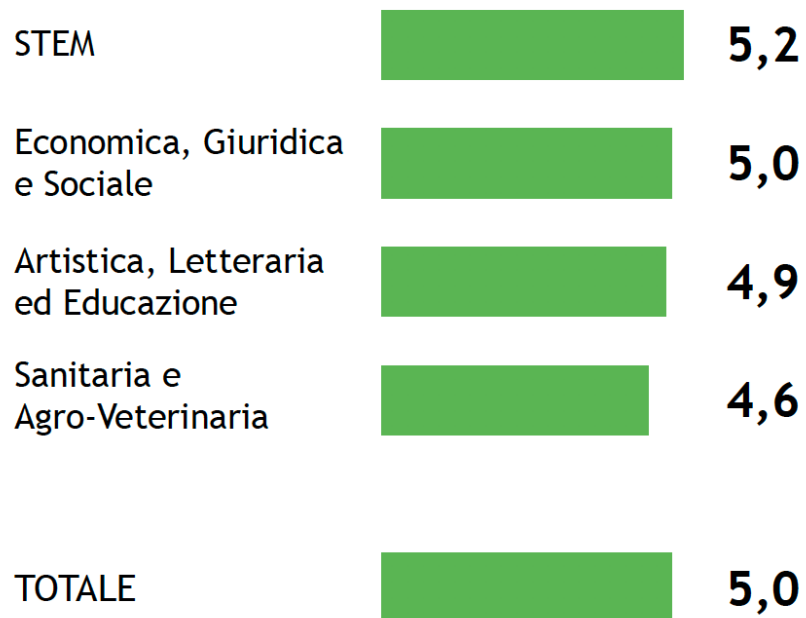 STEM
5,2
Economica, Giuridica
e Sociale
5,0
Artistica, Letteraria
ed Educazione
4,9
Sanitaria e
Agro-Veterinaria
4,6
TOTALE
5,0